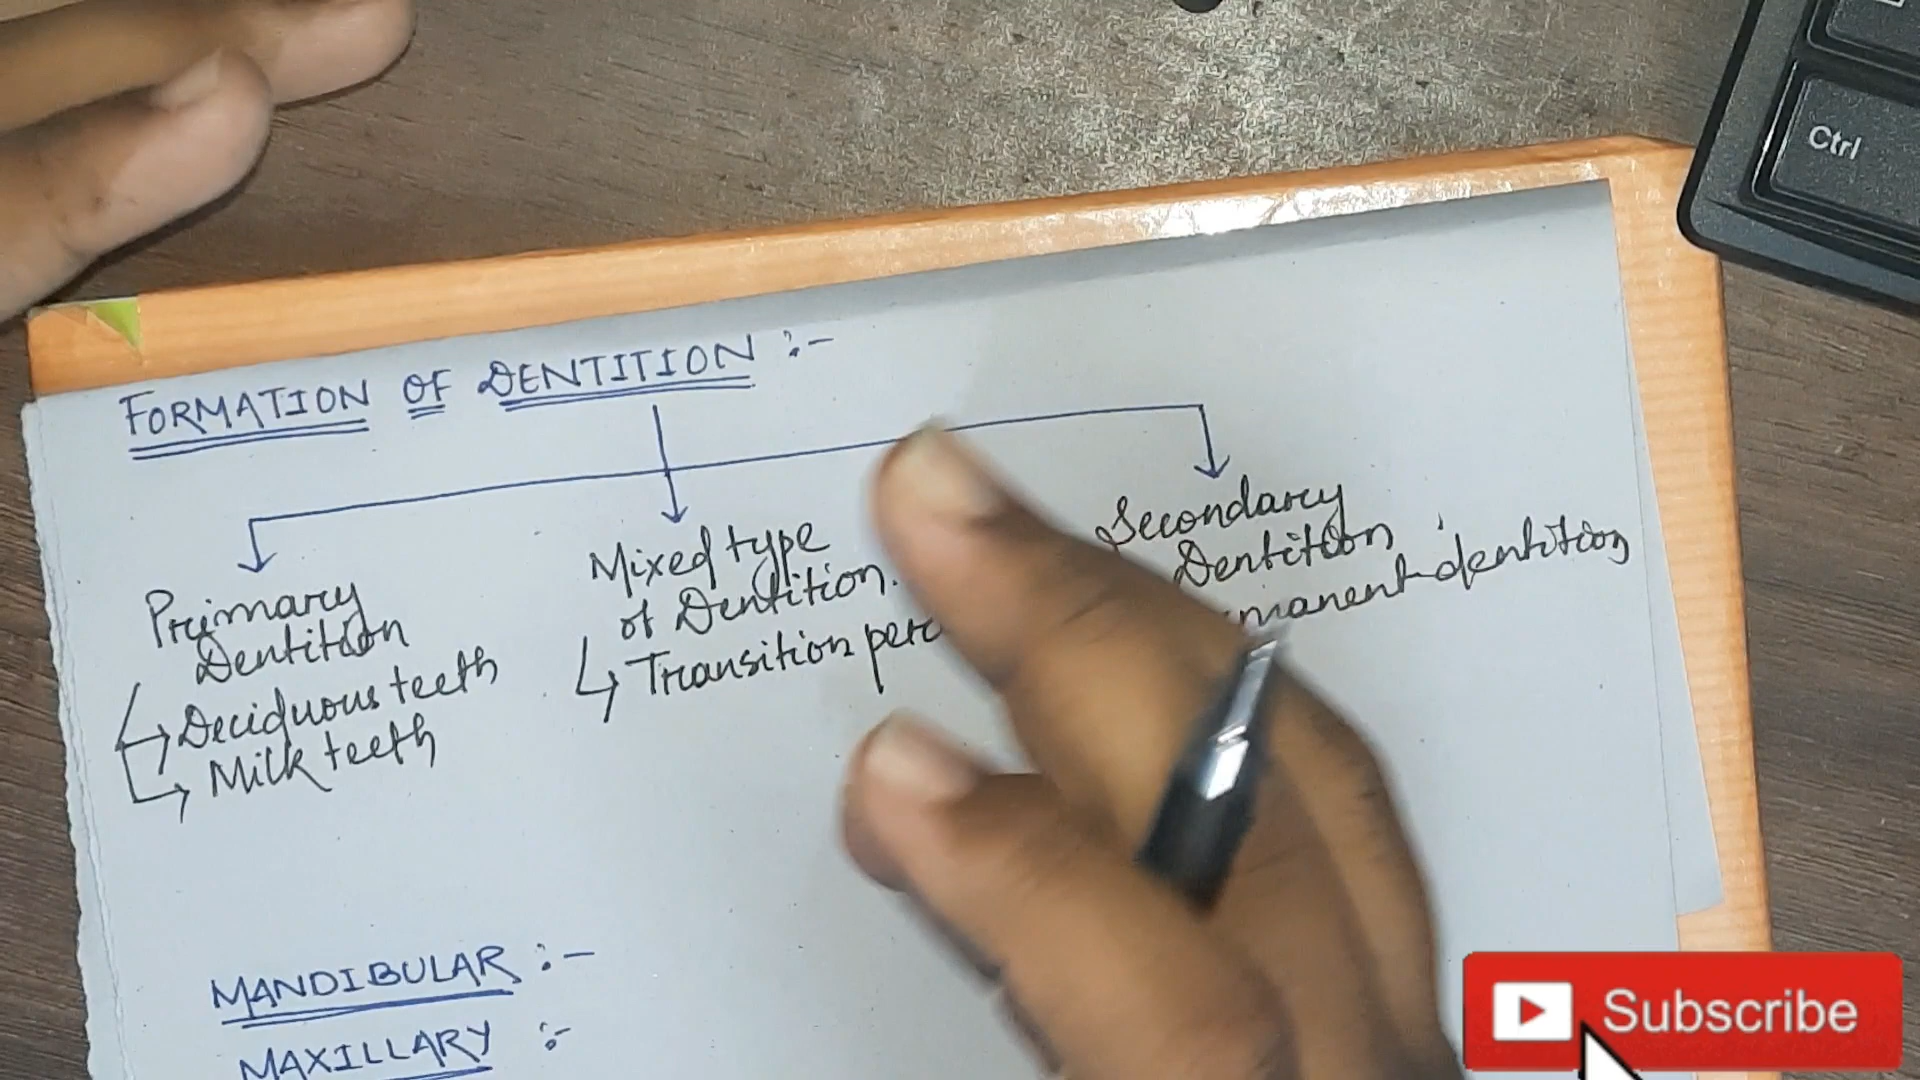 Ctrl
FORMATION OF DENTITION :-
Primary
Dentition
Deciduous teeth
Milk teeth
Mixed type
of Dentition.
Transition
Secondary
Dentition
dentition
MANDIBULAR :-
MAXILLARY :-
Subscribe